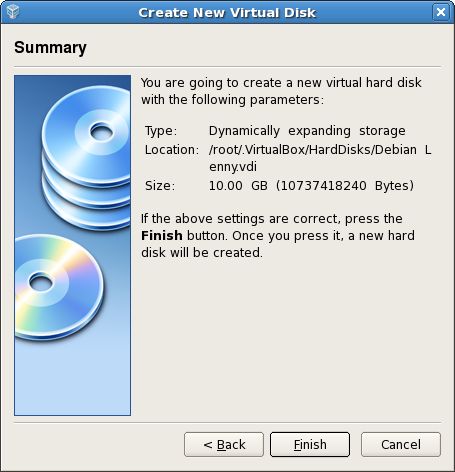 Create New Virtual Disk
Summary
You are going to create a new virtual hard disk
with the following parameters:
Type: Dynamically expanding storage
Location: /root/.VirtualBox/HardDisks/Debian L
enny.vdi
Size: 10.00 GB (10737418240 Bytes)
If the above settings are correct, press the
Finish button. Once you press it, a new hard
disk will be created.
< Back Finish Cancel